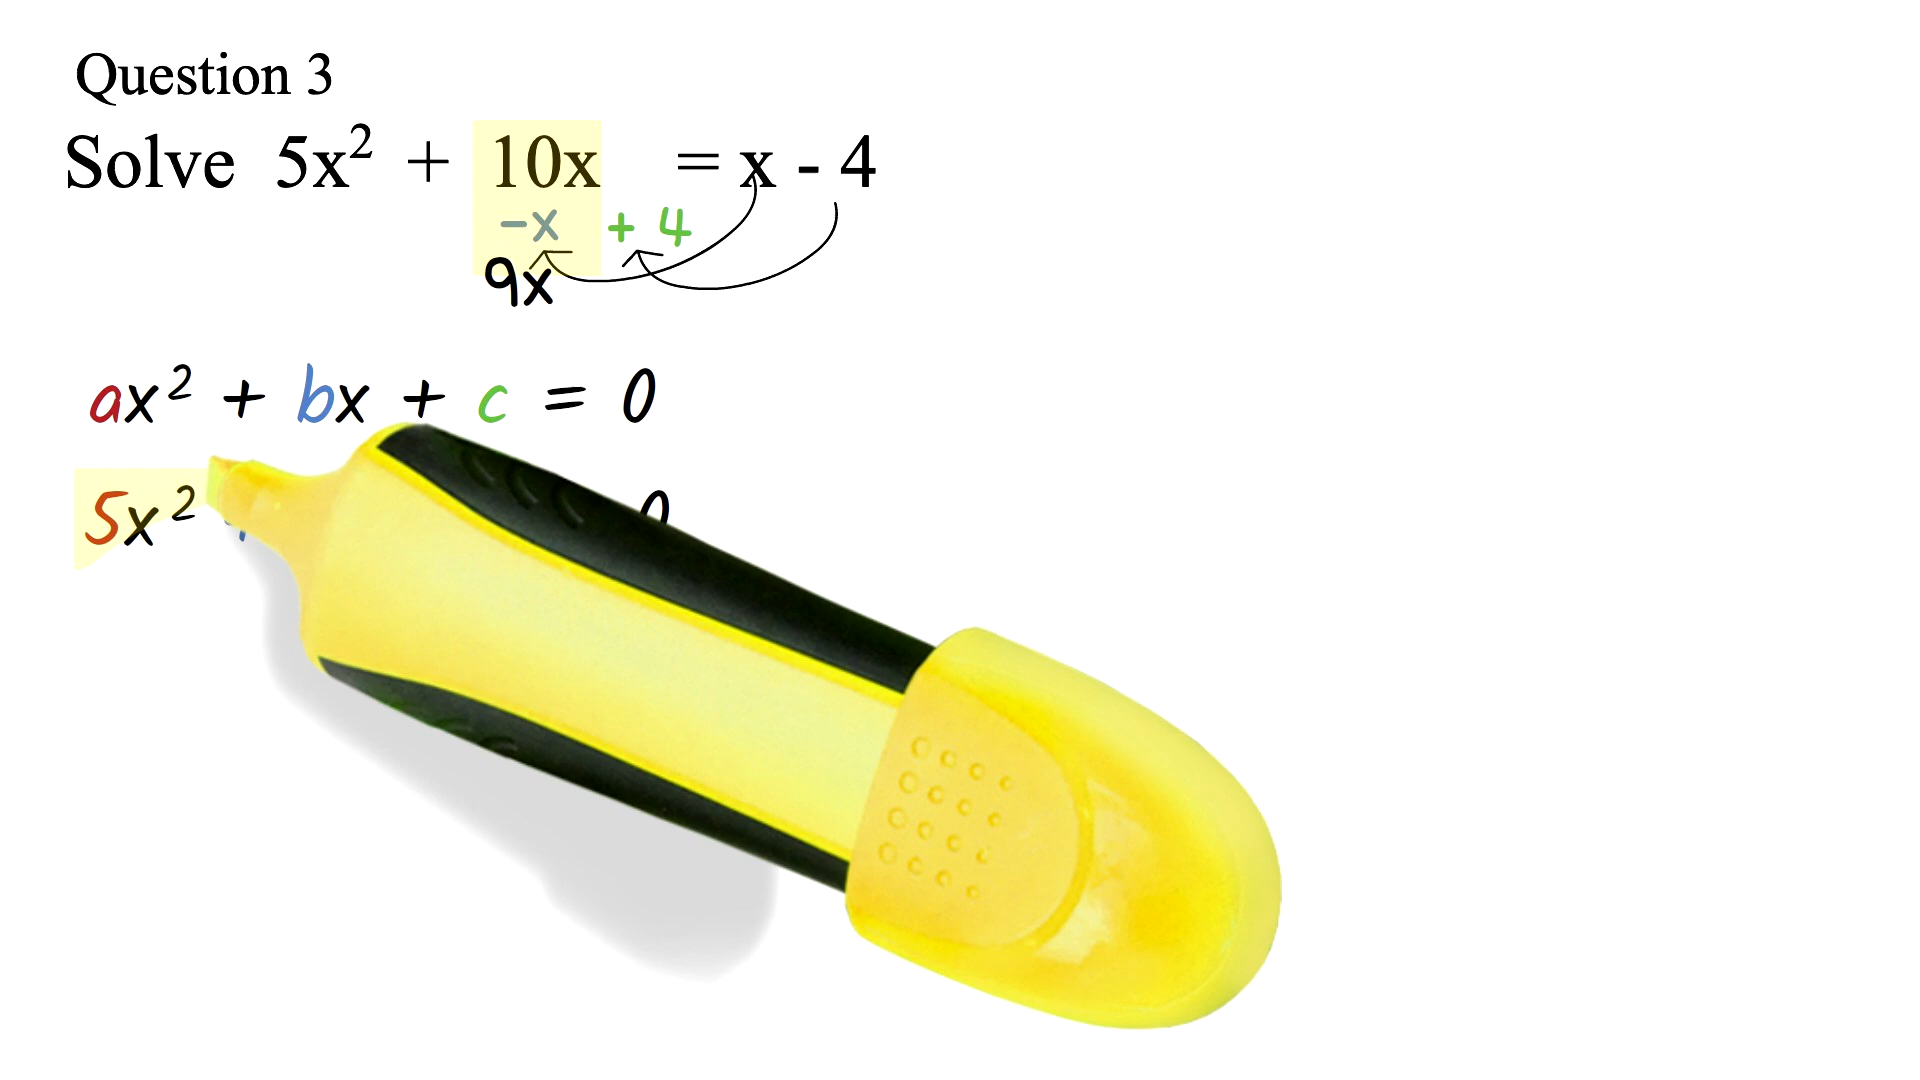 Question 3
Solve 5x² + 10x = x - 4
-x + 4
9x
ax² + bx + c = 0
5x² 0